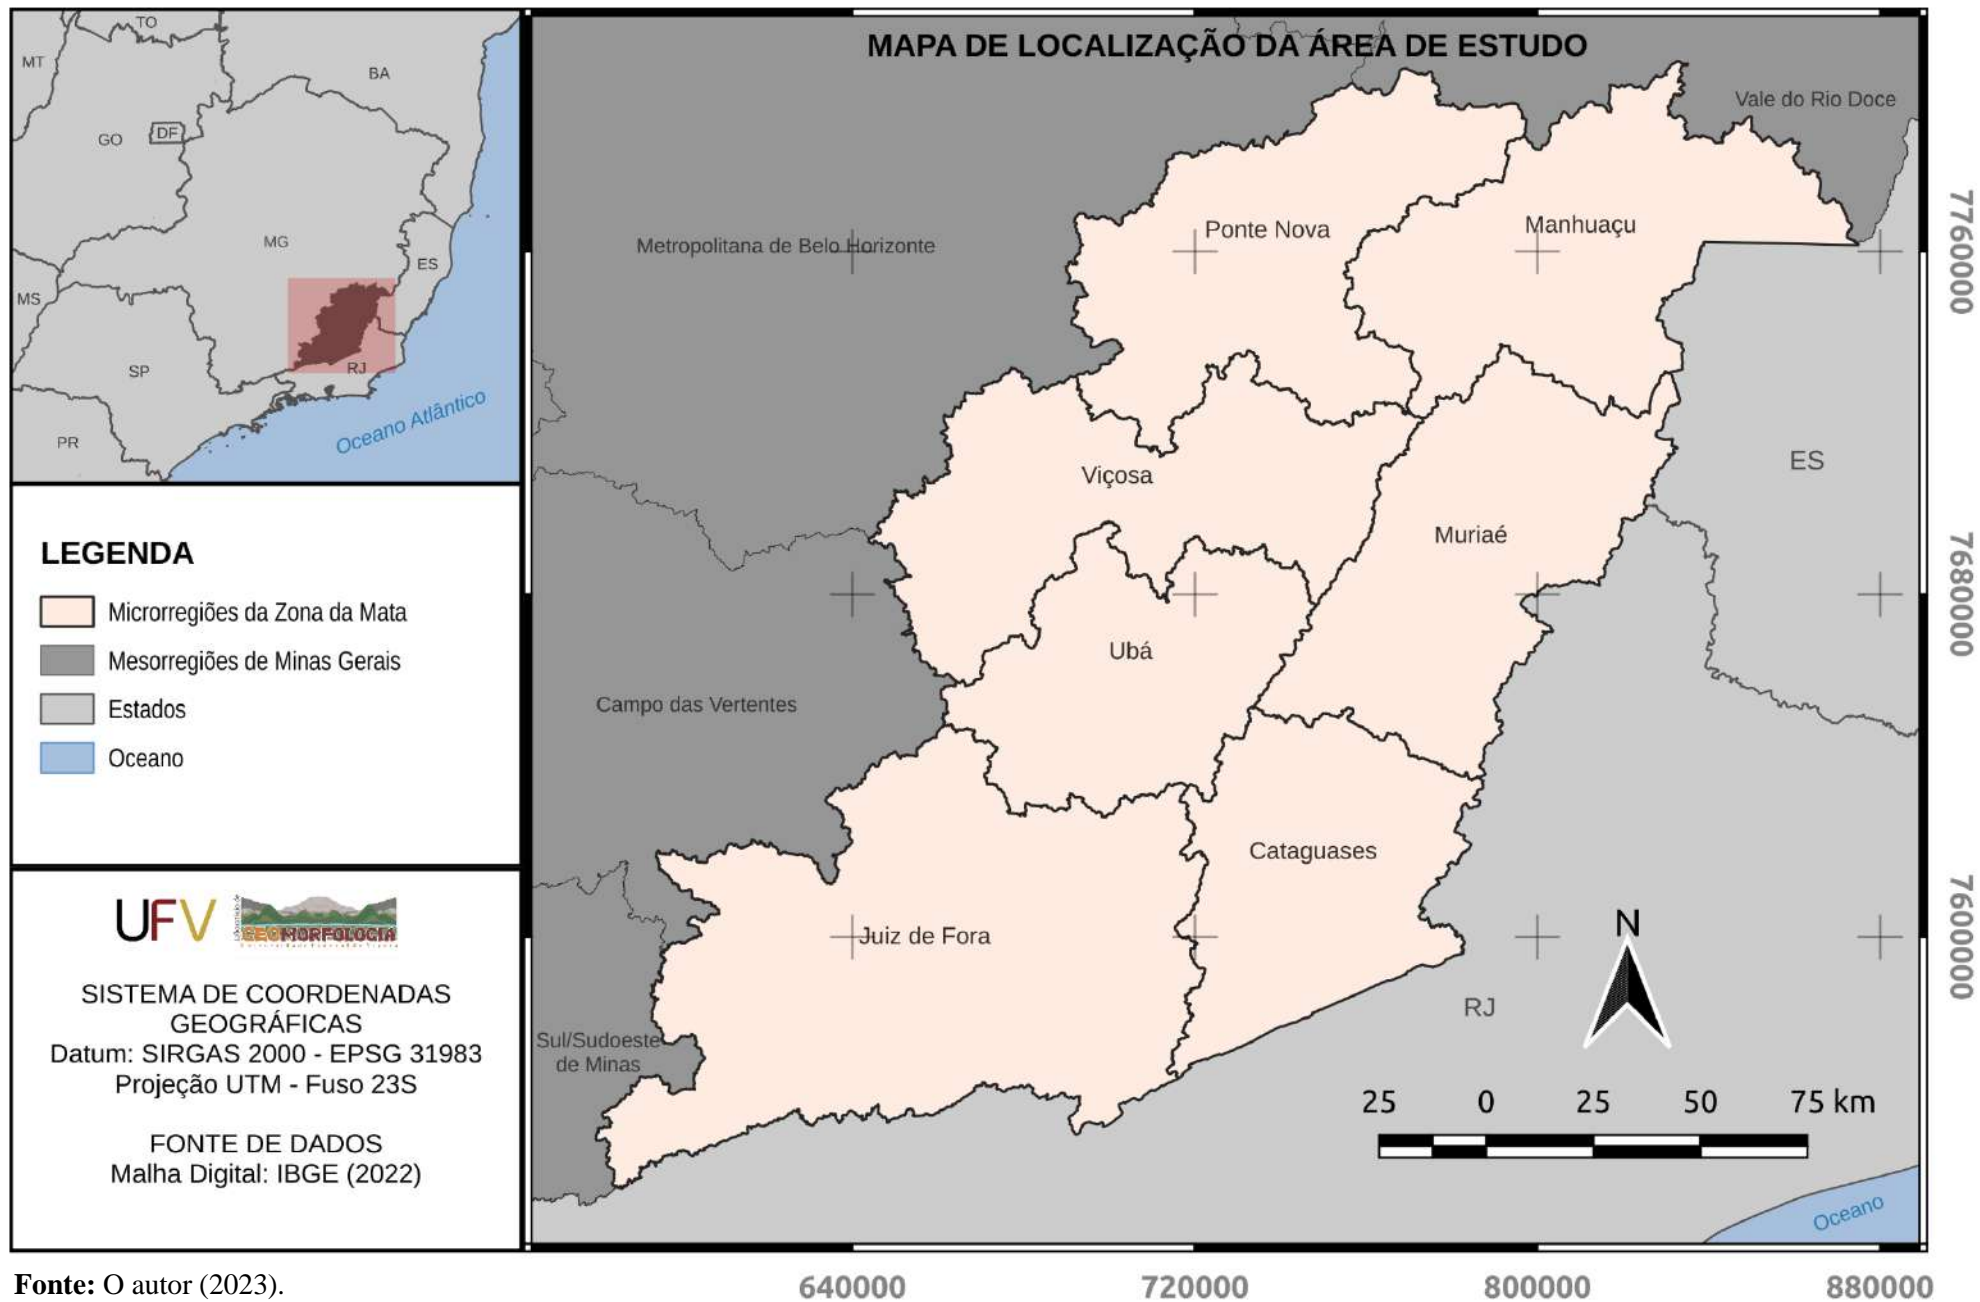 MAPA DE LOCALIZAÇÃO DA ÁREA DE ESTUDO
TO
MT
BA
GO
DF
MG
ES
MS
SP
RJ
PR
Oceano Atlântico
Vale do Rio Doce
Metropolitana de Belo Horizonte
Ponte Nova
Manhuaçu
Viçosa
ES
Muriaé
Ubá
Campo das Vertentes
Cataguases
Juiz de Fora
RJ
Sul/Sudoeste
de Minas
Oceano
N
25 0 25 50 75 km
7760000
7680000
7600000
640000 720000 800000 880000
LEGENDA
Microrregiões da Zona da Mata
Mesorregiões de Minas Gerais
Estados
Oceano
UFV
GEOMORFOLOGIA
SISTEMA DE COORDENADAS
GEOGRÁFICAS
Datum: SIRGAS 2000 - EPSG 31983
Projeção UTM - Fuso 23S
FONTE DE DADOS
Malha Digital: IBGE (2022)
Fonte: O autor (2023).